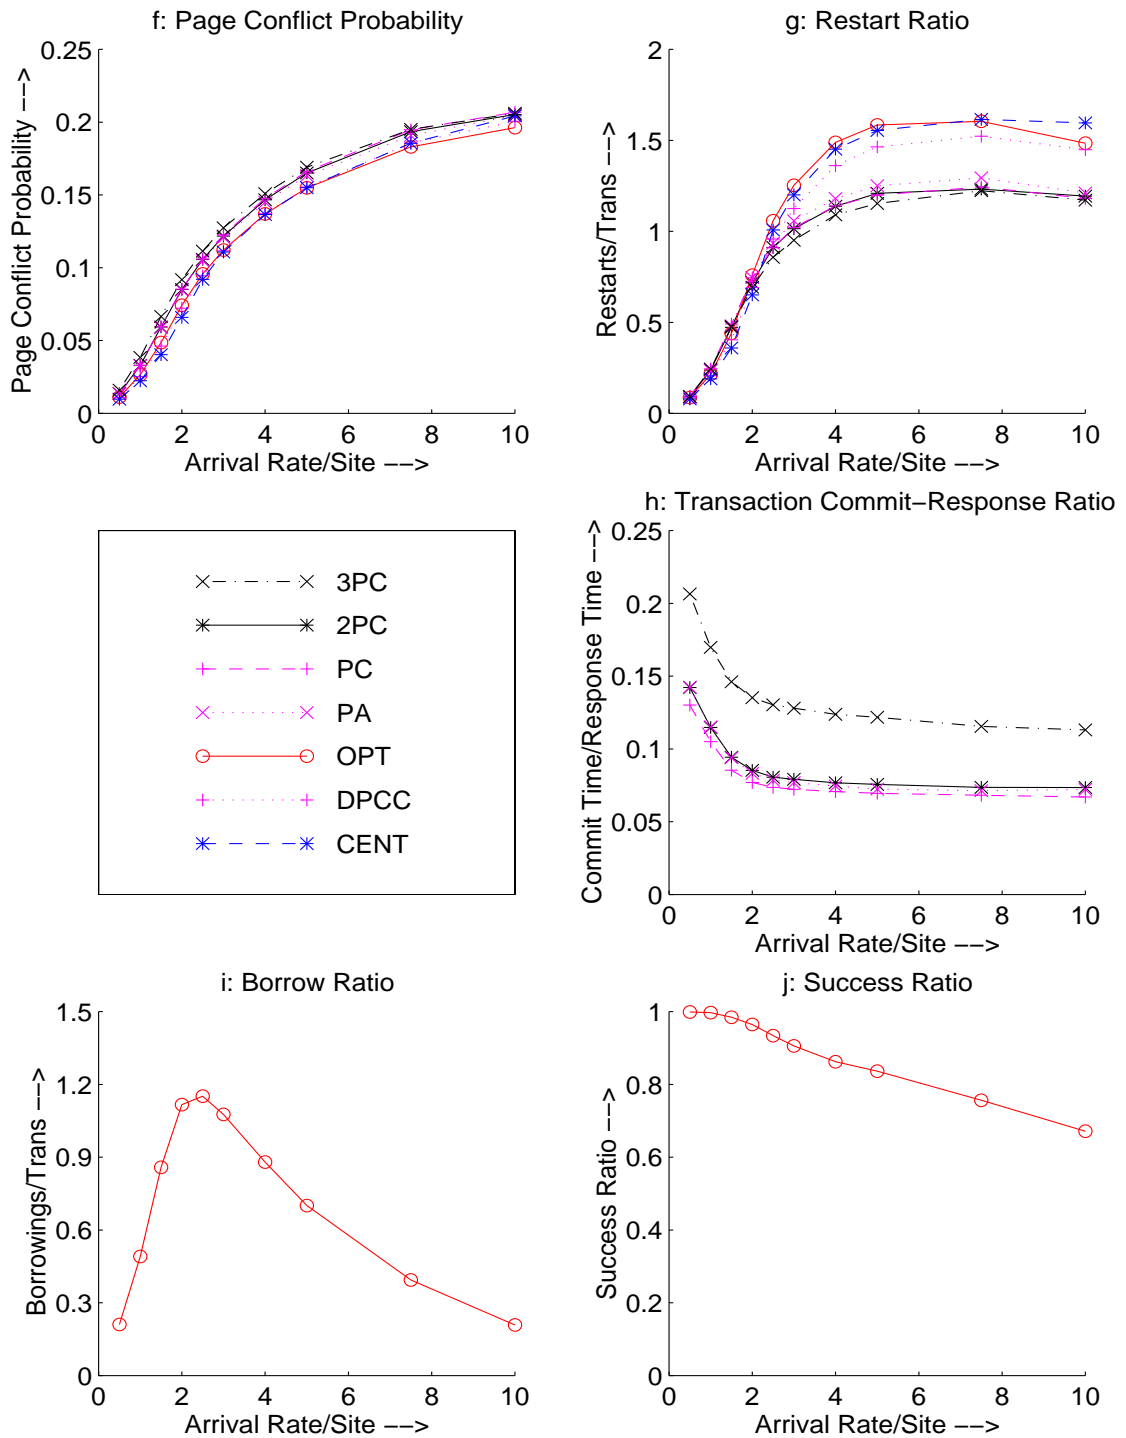 f: Page Conflict Probability
Page Conflict Probability −−>
0.25
0.2
0.15
0.1
0.05
0
0 2 4 6 8 10
Arrival Rate/Site −−>
g: Restart Ratio
Restarts/Trans −−>
2
1.5
1
0.5
0
0 2 4 6 8 10
Arrival Rate/Site −−>
3PC
2PC
PC
PA
OPT
DPCC
CENT
h: Transaction Commit−Response Ratio
Commit Time/Response Time −−>
0.25
0.2
0.15
0.1
0.05
0
0 2 4 6 8 10
Arrival Rate/Site −−>
i: Borrow Ratio
Borrowings/Trans −−>
1.5
1.2
0.9
0.6
0.3
0
0 2 4 6 8 10
Arrival Rate/Site −−>
j: Success Ratio
Success Ratio −−>
1
0.8
0.6
0.4
0.2
0
0 2 4 6 8 10
Arrival Rate/Site −−>